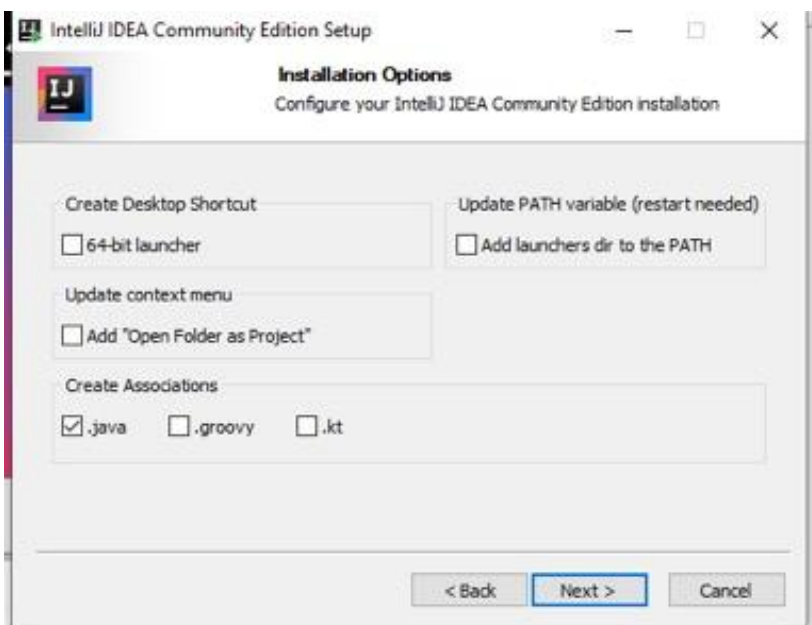 IntelliJ IDEA Community Edition Setup
IJ
Installation Options
Configure your IntelliJ IDEA Community Edition installation
Create Desktop Shortcut
64-bit launcher
Update PATH variable (restart needed)
Add launchers dir to the PATH
Update context menu
Add "Open Folder as Project"
Create Associations
.java .groovy .kt
< Back Next > Cancel